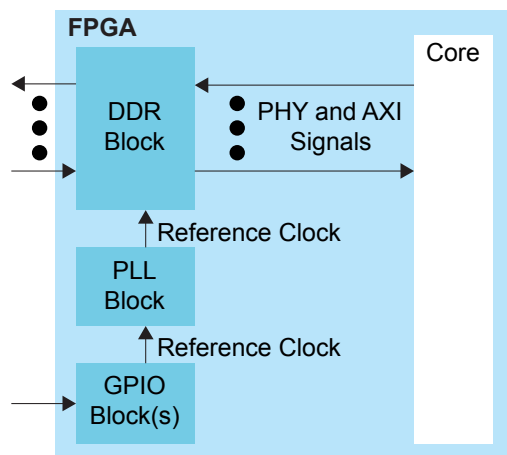 FPGA
Core
DDR
Block
PHY and AXI
Signals
Reference Clock
PLL
Block
Reference Clock
GPIO
Block(s)